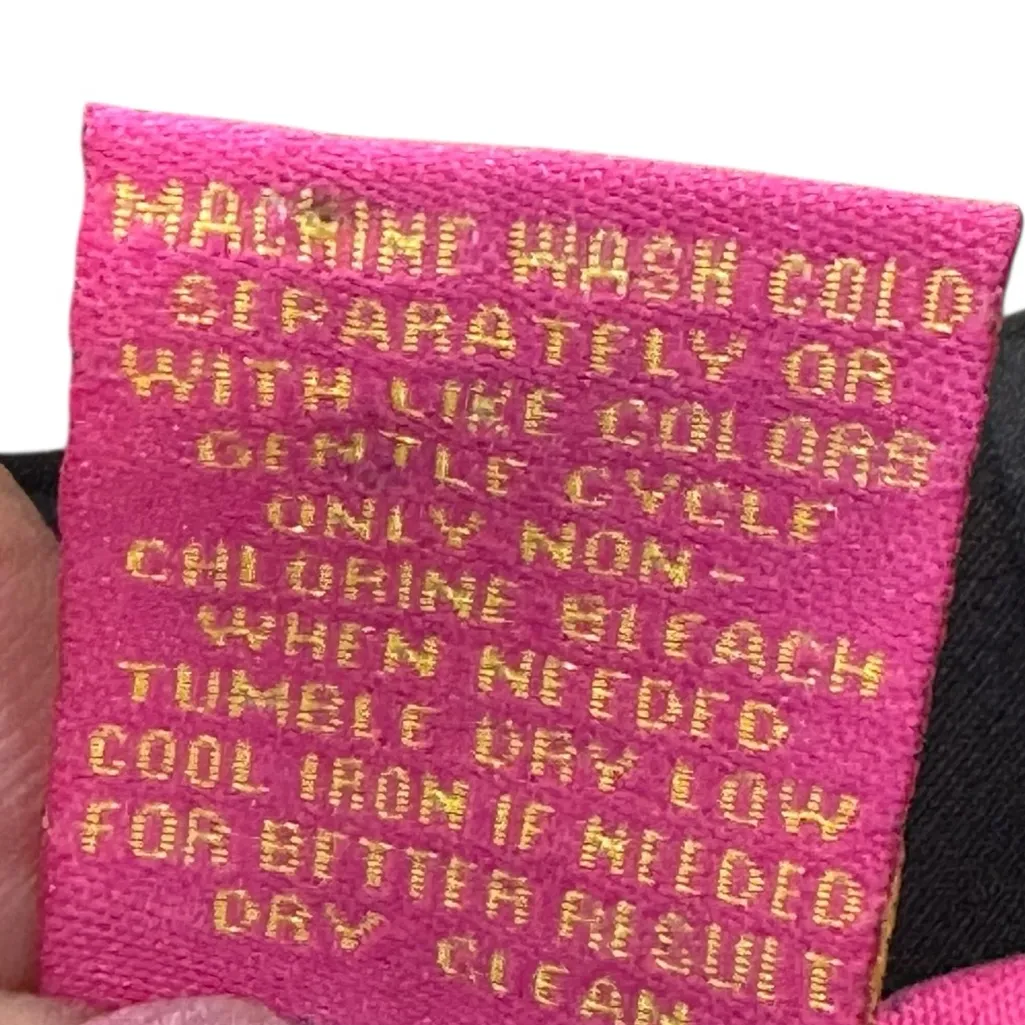 MACHINE WASH COLD
SEPARATELY OR
WITH LIKE COLORS
GENTLE CYCLE
ONLY NON-
CHLORINE BLEACH
WHEN NEEDED
TUMBLE DRY LOW
COOL IRON IF NEEDED
FOR BETTER RESULT
DRY CLEAN